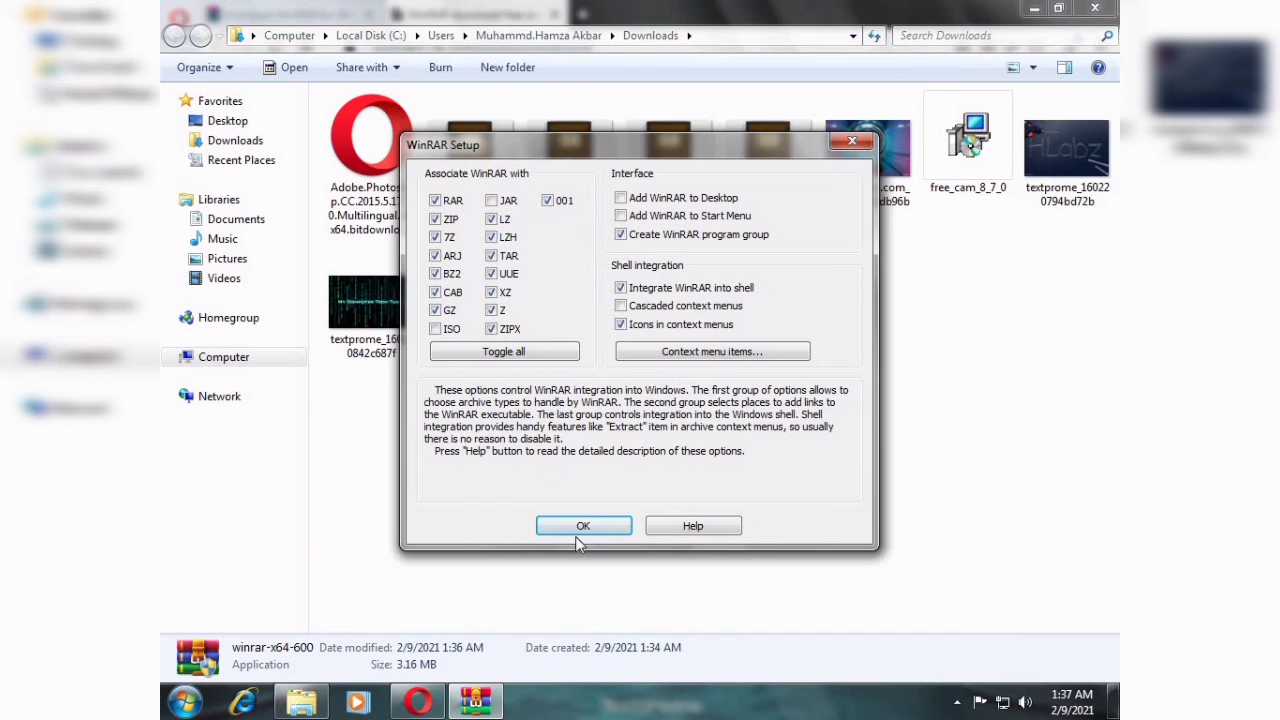 Computer Local Disk (C:) Users Muhammd.Hamza Akbar Downloads
Search Downloads
Organize Open Share with Burn New folder
Favorites
Desktop
Downloads
Recent Places
Libraries
Documents
Music
Pictures
Videos
Homegroup
Computer
Network
Adobe.Photos
p.CC.2015.5.17
0.Multilingual.
x64.bitdownlo
textprome_160
0842c687f
.com_
db96b
free_cam_8_7_0
HLabz
textprome_16022
0794bd72b
WinRAR Setup
Associate WinRAR with
RAR JAR 001
ZIP LZ
7Z LZH
ARJ TAR
BZ2 UUE
CAB XZ
GZ Z
ISO ZIPX
Toggle all
Interface
Add WinRAR to Desktop
Add WinRAR to Start Menu
Create WinRAR program group
Shell integration
Integrate WinRAR into shell
Cascaded context menus
Icons in context menus
Context menu items...
These options control WinRAR integration into Windows. The first group of options allows to
choose archive types to handle by WinRAR. The second group selects places to add links to
the WinRAR executable. The last group controls integration into the Windows shell. Shell
integration provides handy features like "Extract" item in archive context menus, so usually
there is no reason to disable it.
Press "Help" button to read the detailed description of these options.
OK Help
winrar-x64-600 Date modified: 2/9/2021 1:36 AM Date created: 2/9/2021 1:34 AM
Application Size: 3.16 MB
1:37 AM
2/9/2021